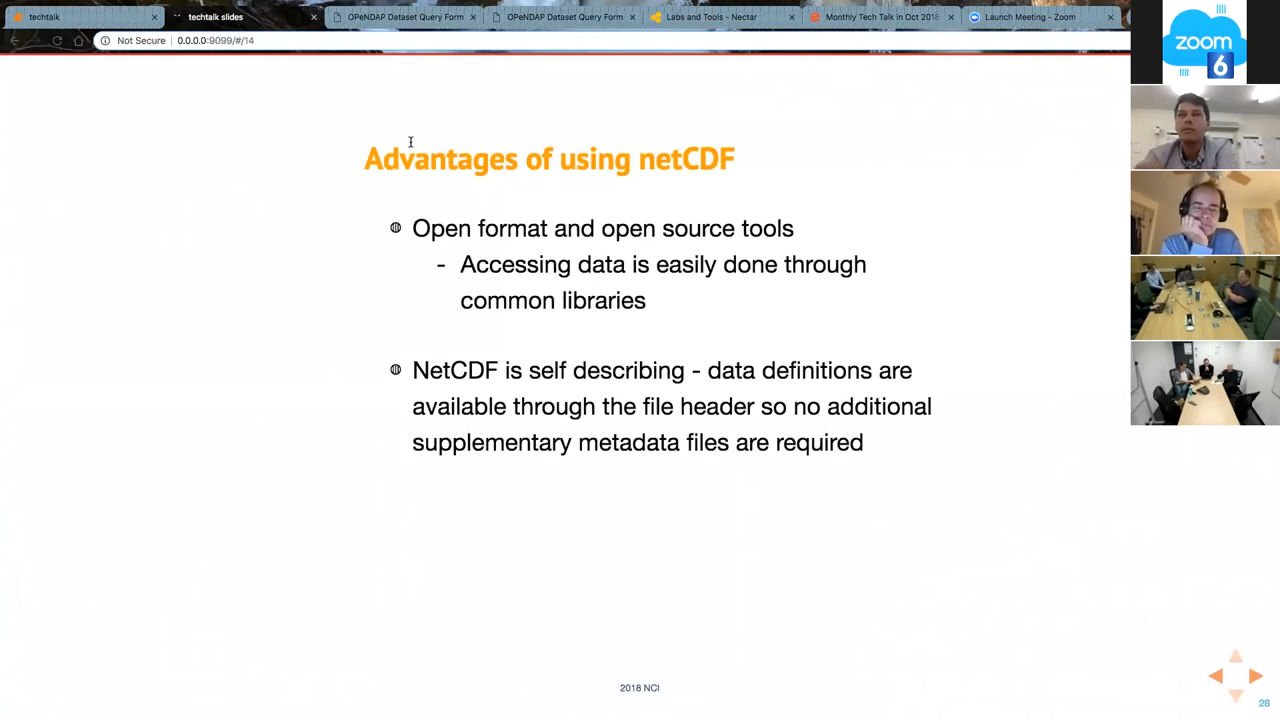 techtalk
techtalk slides
OPeNDAP Dataset Query Form
OPeNDAP Dataset Query Form
Labs and Tools - Nectar
Monthly Tech Talk in Oct 2018
Launch Meeting - Zoom
Not Secure
0.0.0.0:9099/#/14
zoom
6
Advantages of using netCDF
Open format and open source tools
- Accessing data is easily done through
common libraries
NetCDF is self describing - data definitions are
available through the file header so no additional
supplementary metadata files are required
2018 NCI
28